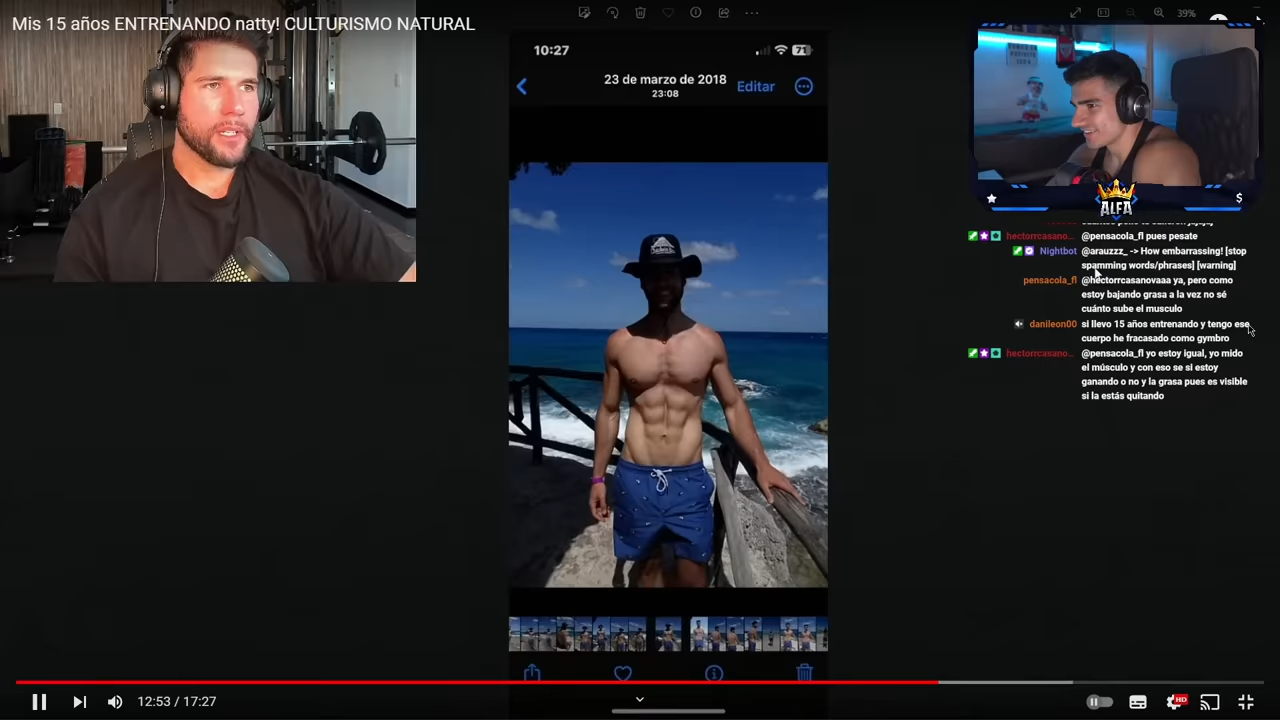 Mis 15 años ENTRENANDO natty! CULTURISMO NATURAL
39%
10:27
71
23 de marzo de 2018
23:08
Editar
ALFA
$
hectorrcasano... @pensacola_fl pues pesate
Nightbot @arauzzz_ -> How embarrassing! [stop
spamming words/phrases] [warning]
pensacola_fl @hectorrcasanovaaa ya, pero como
estoy bajando grasa a la vez no sé
cuánto sube el musculo
danileon00 si llevo 15 años entrenando y tengo ese
cuerpo he fracasado como gymbro
hectorrcasano... @pensacola_fl yo estoy igual, yo mido
el músculo y con eso se si estoy
ganando o no y la grasa pues es visible
si la estás quitando
12:53 / 17:27
HD